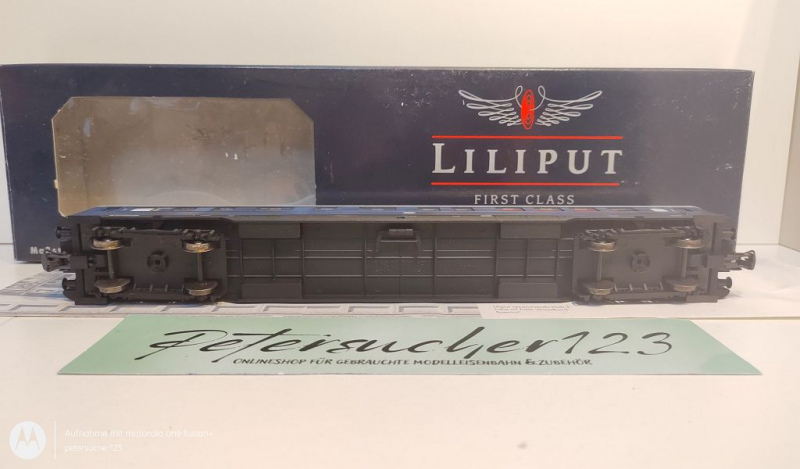 LILIPUT
FIRST CLASS
Petersucher123
ONLINESHOP FÜR GEBRAUCHTE MODELLEISENBAHN & ZUBEHÖR
Aufnahme mit motorola one fusion+
petersucher123